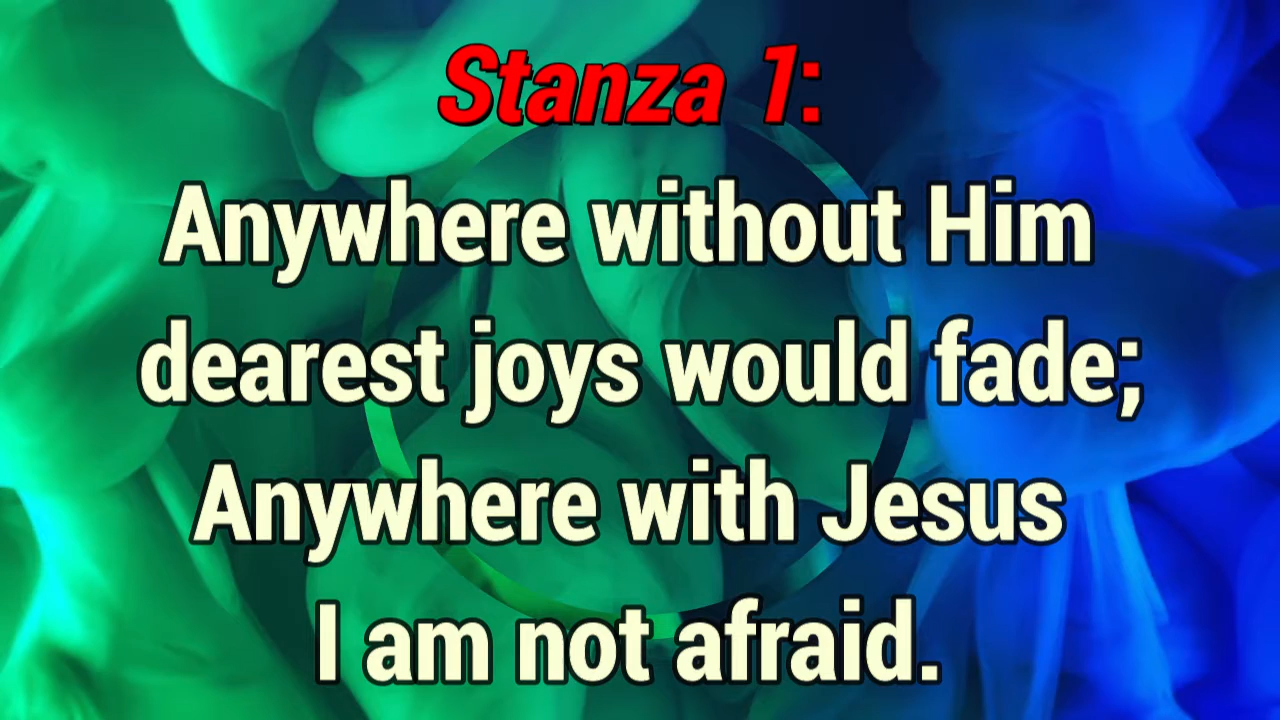 Stanza 1:
Anywhere without Him
dearest joys would fade;
Anywhere with Jesus
I am not afraid.